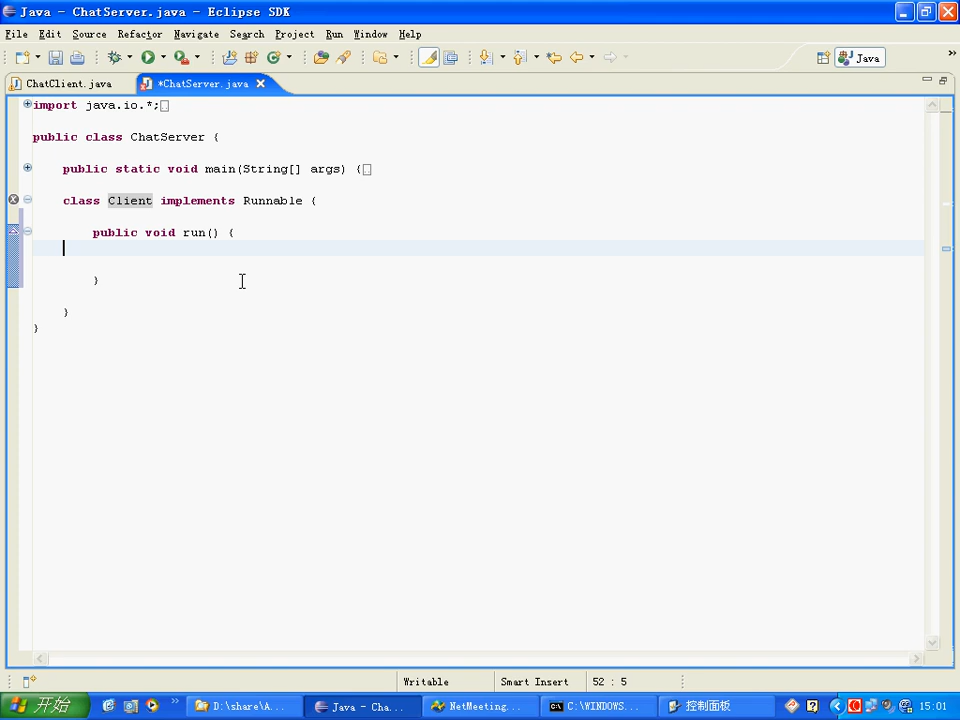 Java - ChatServer.java - Eclipse SDK
File Edit Source Refactor Navigate Search Project Run Window Help
Java
»
ChatClient.java *ChatServer.java
import java.io.*;
public class ChatServer {
public static void main(String[] args) {
class Client implements Runnable {
public void run() {
}
}
}
Writable Smart Insert 52 : 5
开始 » D:\share\A... Java - Cha... NetMeeting... C:\WINDOWS... 控制面板 15:01